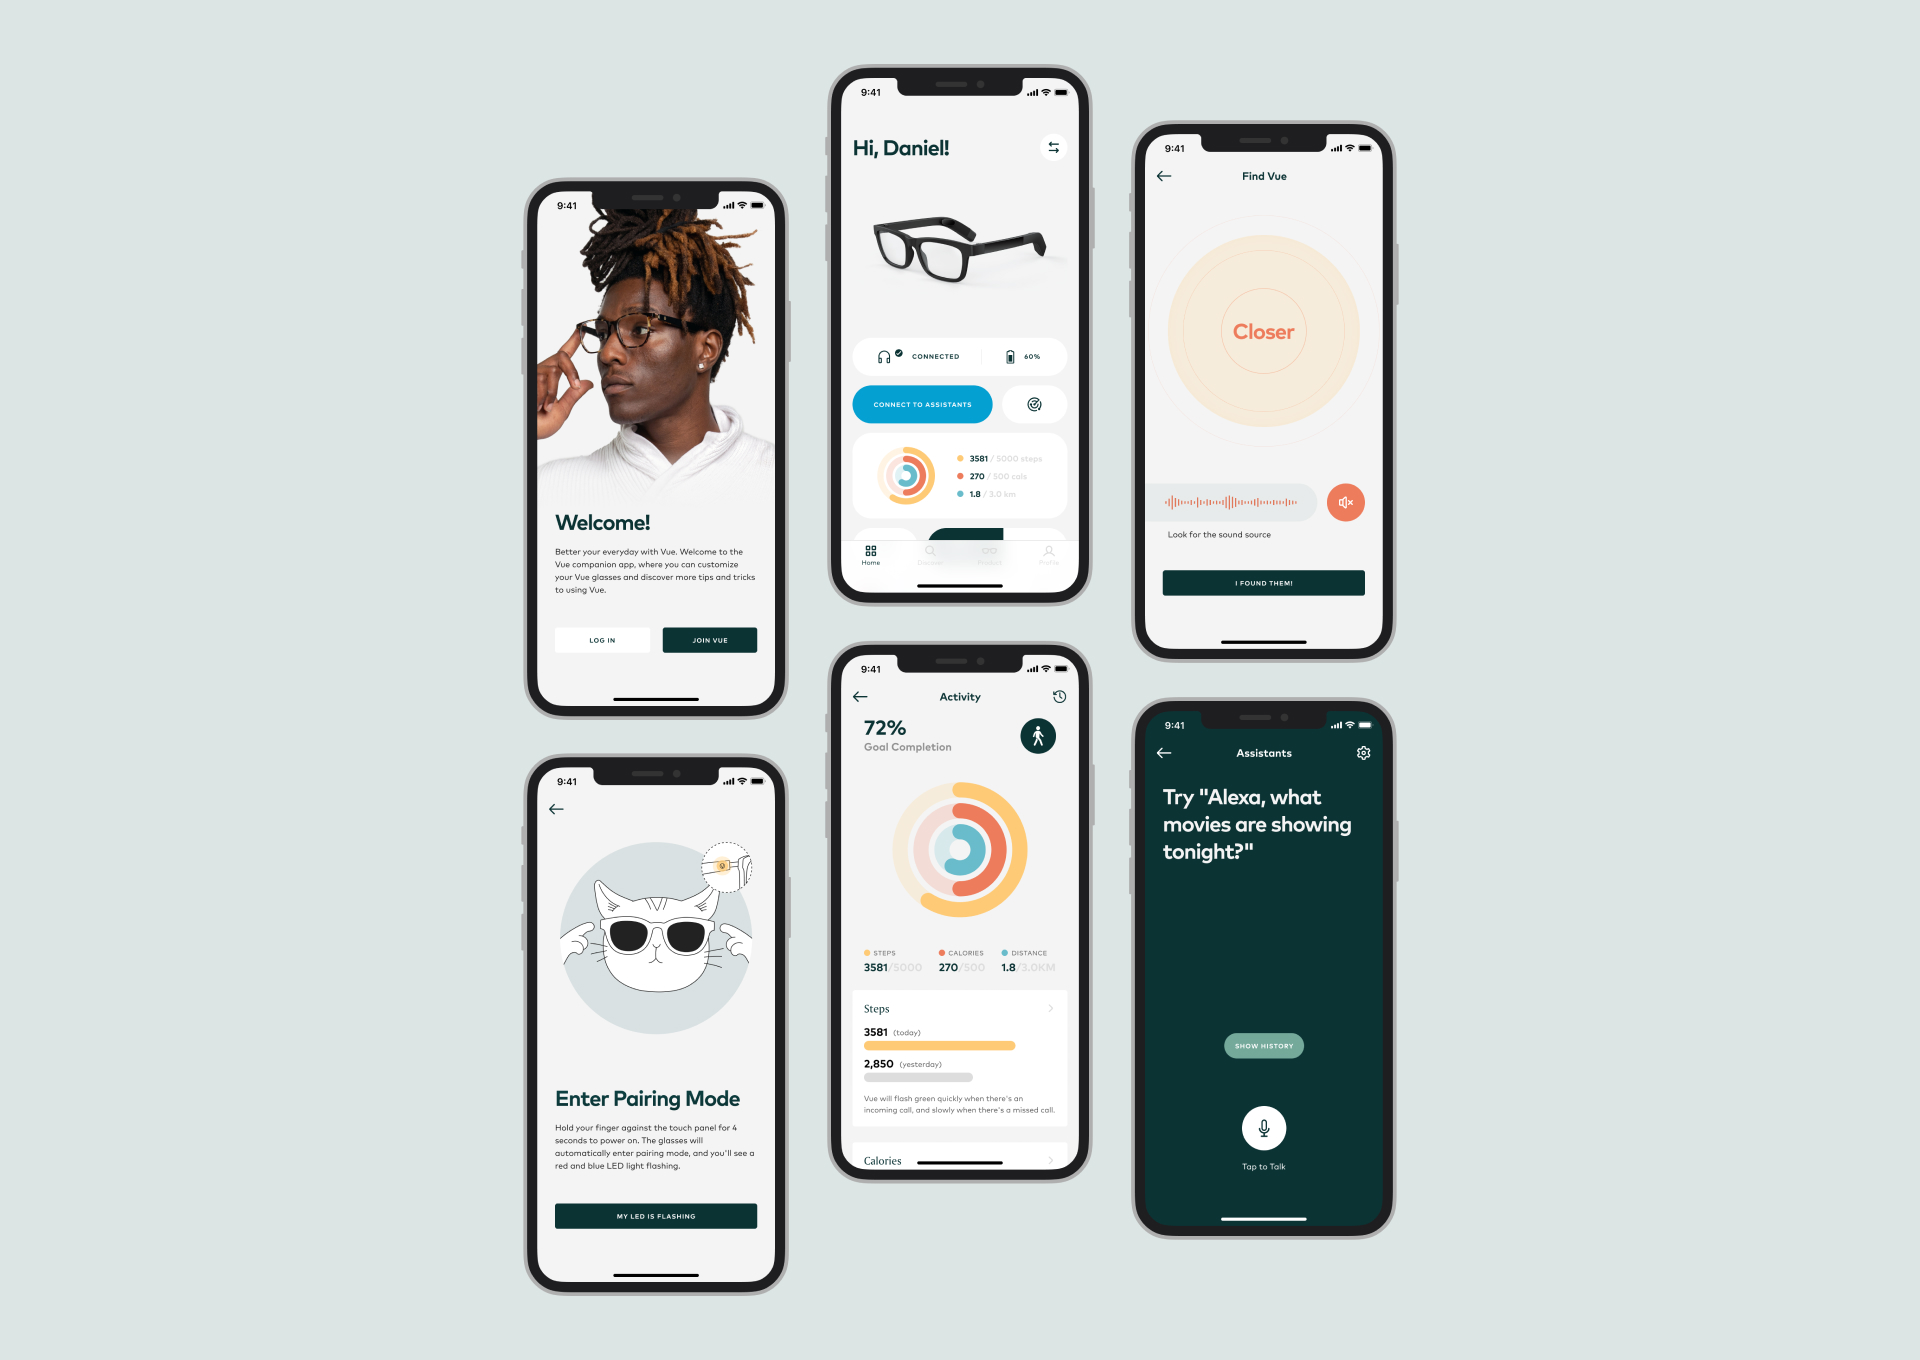 9:41
Welcome!
Better your everyday with Vue. Welcome to the
Vue companion app, where you can customize
your Vue glasses and discover more tips and tricks
to using Vue.
LOG IN
JOIN VUE
9:41
Enter Pairing Mode
Hold your finger against the touch panel for 4
seconds to power on. The glasses will
automatically enter pairing mode, and you'll see a
red and blue LED light flashing.
MY LED IS FLASHING
9:41
Hi, Daniel!
CONNECTED
60%
CONNECT TO ASSISTANTS
3581 / 5000 steps
270 / 500 cals
1.8 / 3.0 km
Home
Discover
Product
Profile
9:41
Activity
72%
Goal Completion
STEPS
3581/5000
CALORIES
270/500
DISTANCE
1.8/3.0KM
Steps
3581 (today)
2,850 (yesterday)
Vue will flash green quickly when there's an
incoming call, and slowly when there's a missed call.
Calories
9:41
Find Vue
Closer
Look for the sound source
I FOUND THEM!
9:41
Assistants
Try "Alexa, what
movies are showing
tonight?"
SHOW HISTORY
Tap to Talk